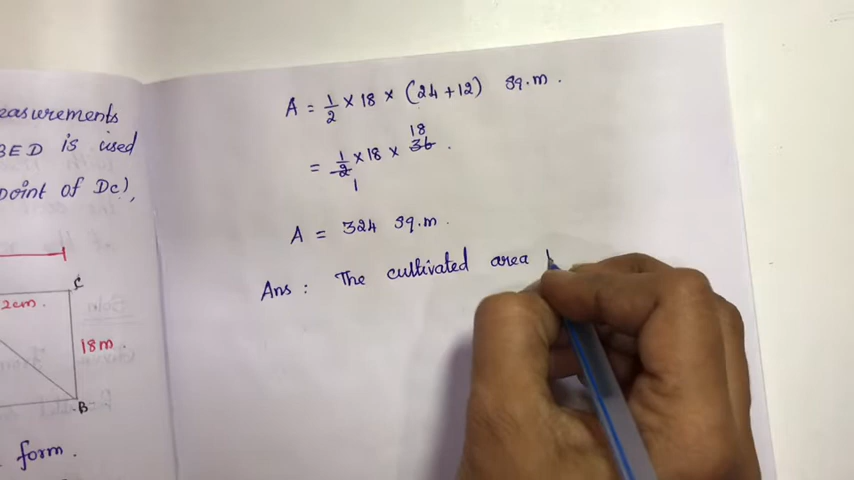 easurements
BED is used
point of DC),
C
2cm.
18m.
B
form.
A = 1/2 × 18 × (24+12) sq.m.
18
= 1/2 × 18 × 36.
1
A = 324 sq.m.
Ans: The cultivated area